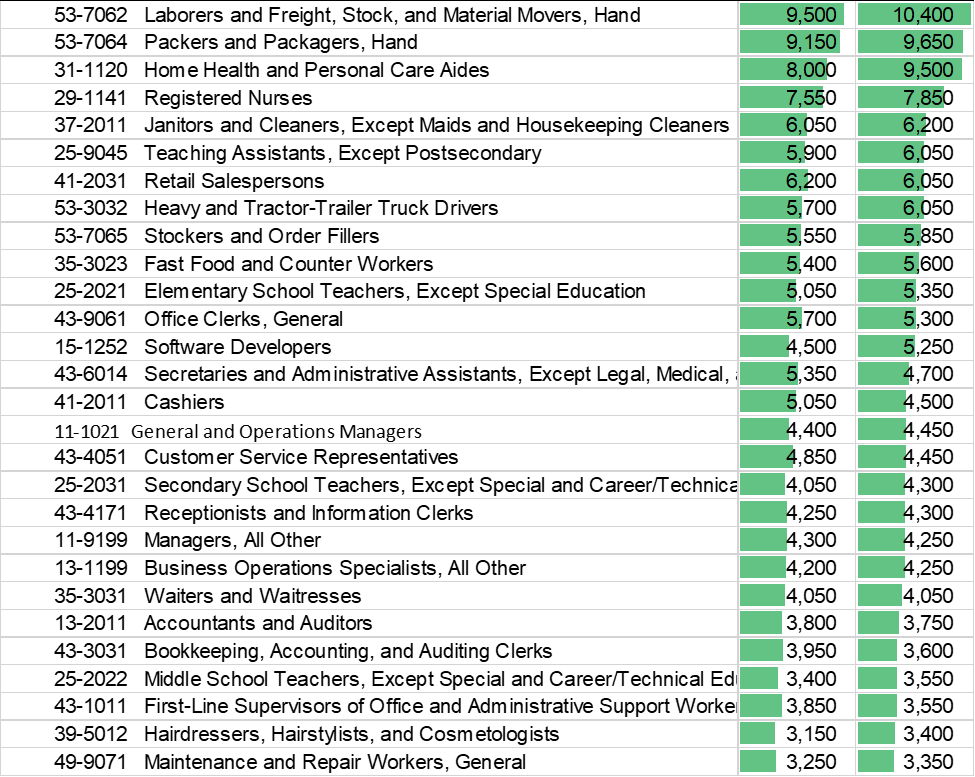 53-7062 Laborers and Freight, Stock, and Material Movers, Hand 9,500 10,400
53-7064 Packers and Packagers, Hand 9,150 9,650
31-1120 Home Health and Personal Care Aides 8,000 9,500
29-1141 Registered Nurses 7,550 7,850
37-2011 Janitors and Cleaners, Except Maids and Housekeeping Cleaners 6,050 6,200
25-9045 Teaching Assistants, Except Postsecondary 5,900 6,050
41-2031 Retail Salespersons 6,200 6,050
53-3032 Heavy and Tractor-Trailer Truck Drivers 5,700 6,050
53-7065 Stockers and Order Fillers 5,550 5,850
35-3023 Fast Food and Counter Workers 5,400 5,600
25-2021 Elementary School Teachers, Except Special Education 5,050 5,350
43-9061 Office Clerks, General 5,700 5,300
15-1252 Software Developers 4,500 5,250
43-6014 Secretaries and Administrative Assistants, Except Legal, Medical, 5,350 4,700
41-2011 Cashiers 5,050 4,500
11-1021 General and Operations Managers 4,400 4,450
43-4051 Customer Service Representatives 4,850 4,450
25-2031 Secondary School Teachers, Except Special and Career/Technica 4,050 4,300
43-4171 Receptionists and Information Clerks 4,250 4,300
11-9199 Managers, All Other 4,300 4,250
13-1199 Business Operations Specialists, All Other 4,200 4,250
35-3031 Waiters and Waitresses 4,050 4,050
13-2011 Accountants and Auditors 3,800 3,750
43-3031 Bookkeeping, Accounting, and Auditing Clerks 3,950 3,600
25-2022 Middle School Teachers, Except Special and Career/Technical Edu 3,400 3,550
43-1011 First-Line Supervisors of Office and Administrative Support Worker 3,850 3,550
39-5012 Hairdressers, Hairstylists, and Cosmetologists 3,150 3,400
49-9071 Maintenance and Repair Workers, General 3,250 3,350